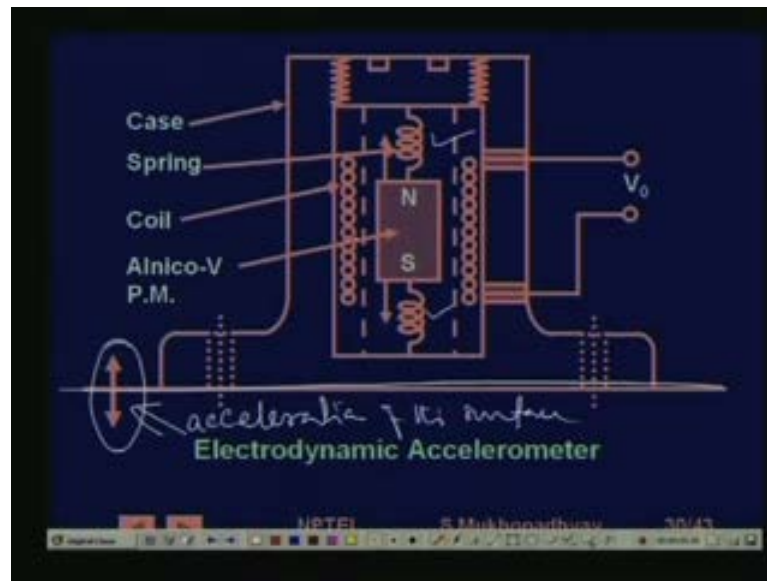 Case
Spring
Coil
N
V₀
Alnico-V
S
P.M.
acceleration of the surface
Electrodynamic Accelerometer
NPTEL S.Mukhopadhyay 30/43